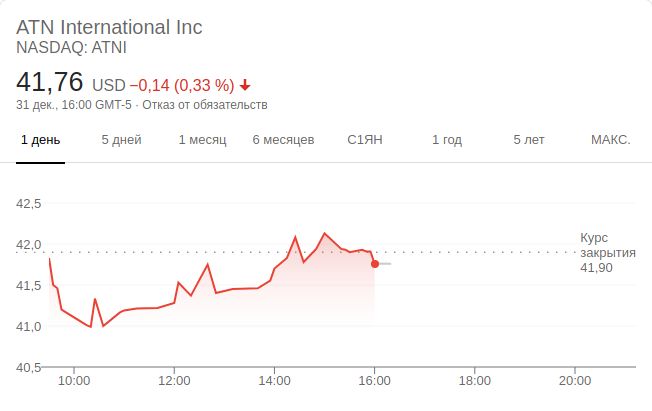 ATN International Inc
NASDAQ: ATNI
41,76 USD −0,14 (0,33 %)
31 дек., 16:00 GMT-5 · Отказ от обязательств
1 день 5 дней 1 месяц 6 месяцев С1ЯН 1 год 5 лет МАКС.
42,5
42,0
41,5
41,0
40,5
Курс
закрытия
41,90
10:00 12:00 14:00 16:00 18:00 20:00